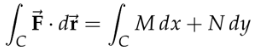 ∫_C F⃗ · dr⃗ = ∫_C M dx + N dy